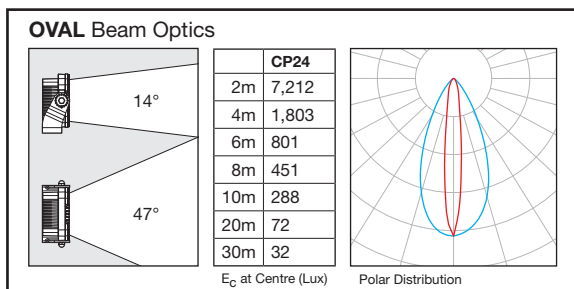 OVAL Beam Optics
14°
47°
CP24
2m 7,212
4m 1,803
6m 801
8m 451
10m 288
20m 72
30m 32
EC at Centre (Lux)
Polar Distribution